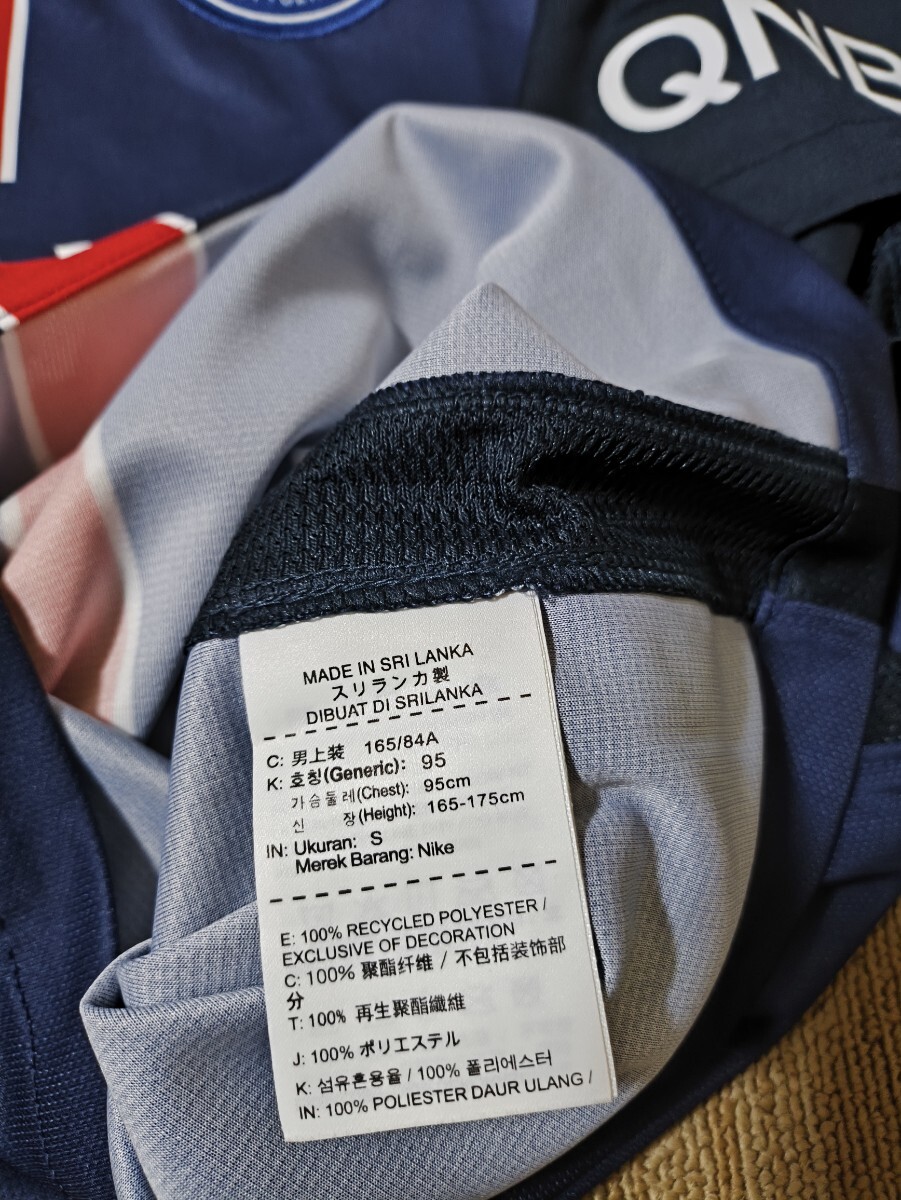 QNB
MADE IN SRI LANKA
スリランカ製
DIBUAT DI SRILANKA
C: 男上装 165/84A
K: 호칭(Generic): 95
가슴둘레(Chest): 95cm
신 장(Height): 165-175cm
IN: Ukuran: S
Merek Barang: Nike
E: 100% RECYCLED POLYESTER /
EXCLUSIVE OF DECORATION
C: 100% 聚酯纤维 / 不包括装饰部
分
T: 100% 再生聚酯纖維
J: 100% ポリエステル
K: 섬유혼용율 / 100% 폴리에스터
IN: 100% POLIESTER DAUR ULANG /